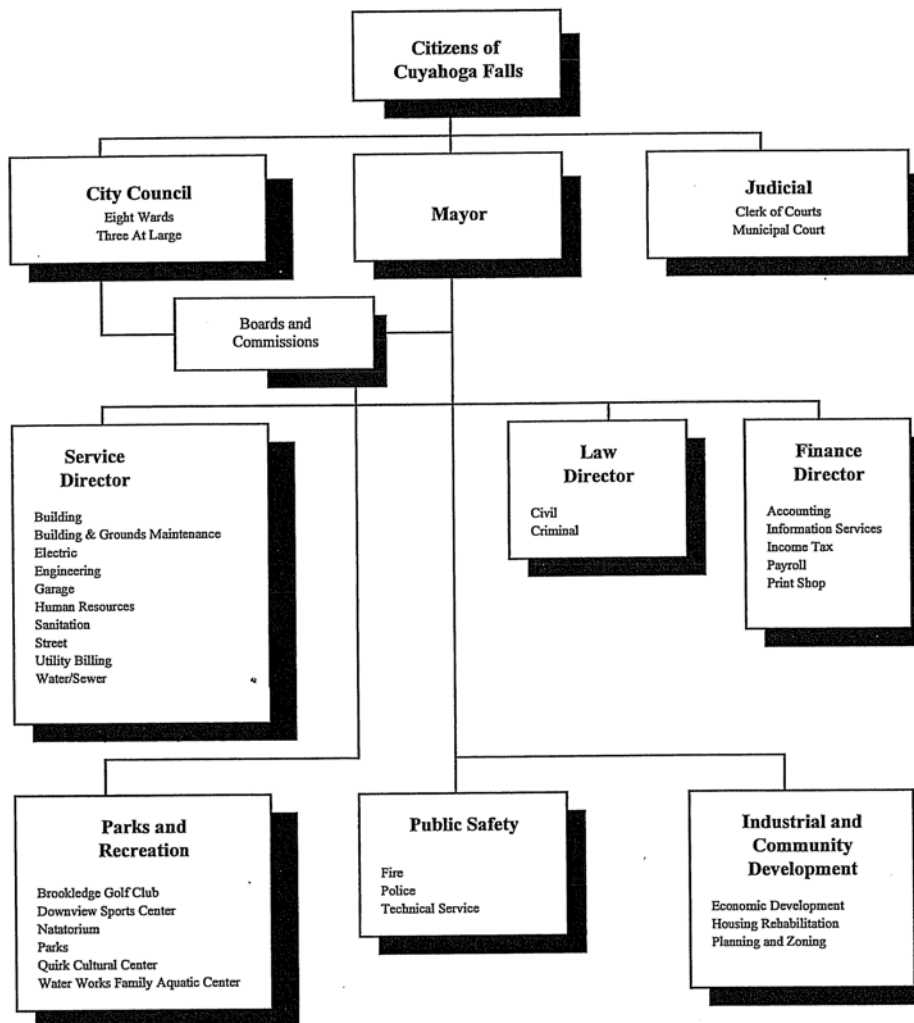 Citizens of
Cuyahoga Falls
City Council
Eight Wards
Three At Large
Mayor
Judicial
Clerk of Courts
Municipal Court
Boards and
Commissions
Service
Director
Building
Building & Grounds Maintenance
Electric
Engineering
Garage
Human Resources
Sanitation
Street
Utility Billing
Water/Sewer
Law
Director
Civil
Criminal
Finance
Director
Accounting
Information Services
Income Tax
Payroll
Print Shop
Parks and
Recreation
Brookledge Golf Club
Downview Sports Center
Natatorium
Parks
Quirk Cultural Center
Water Works Family Aquatic Center
Public Safety
Fire
Police
Technical Service
Industrial and
Community
Development
Economic Development
Housing Rehabilitation
Planning and Zoning